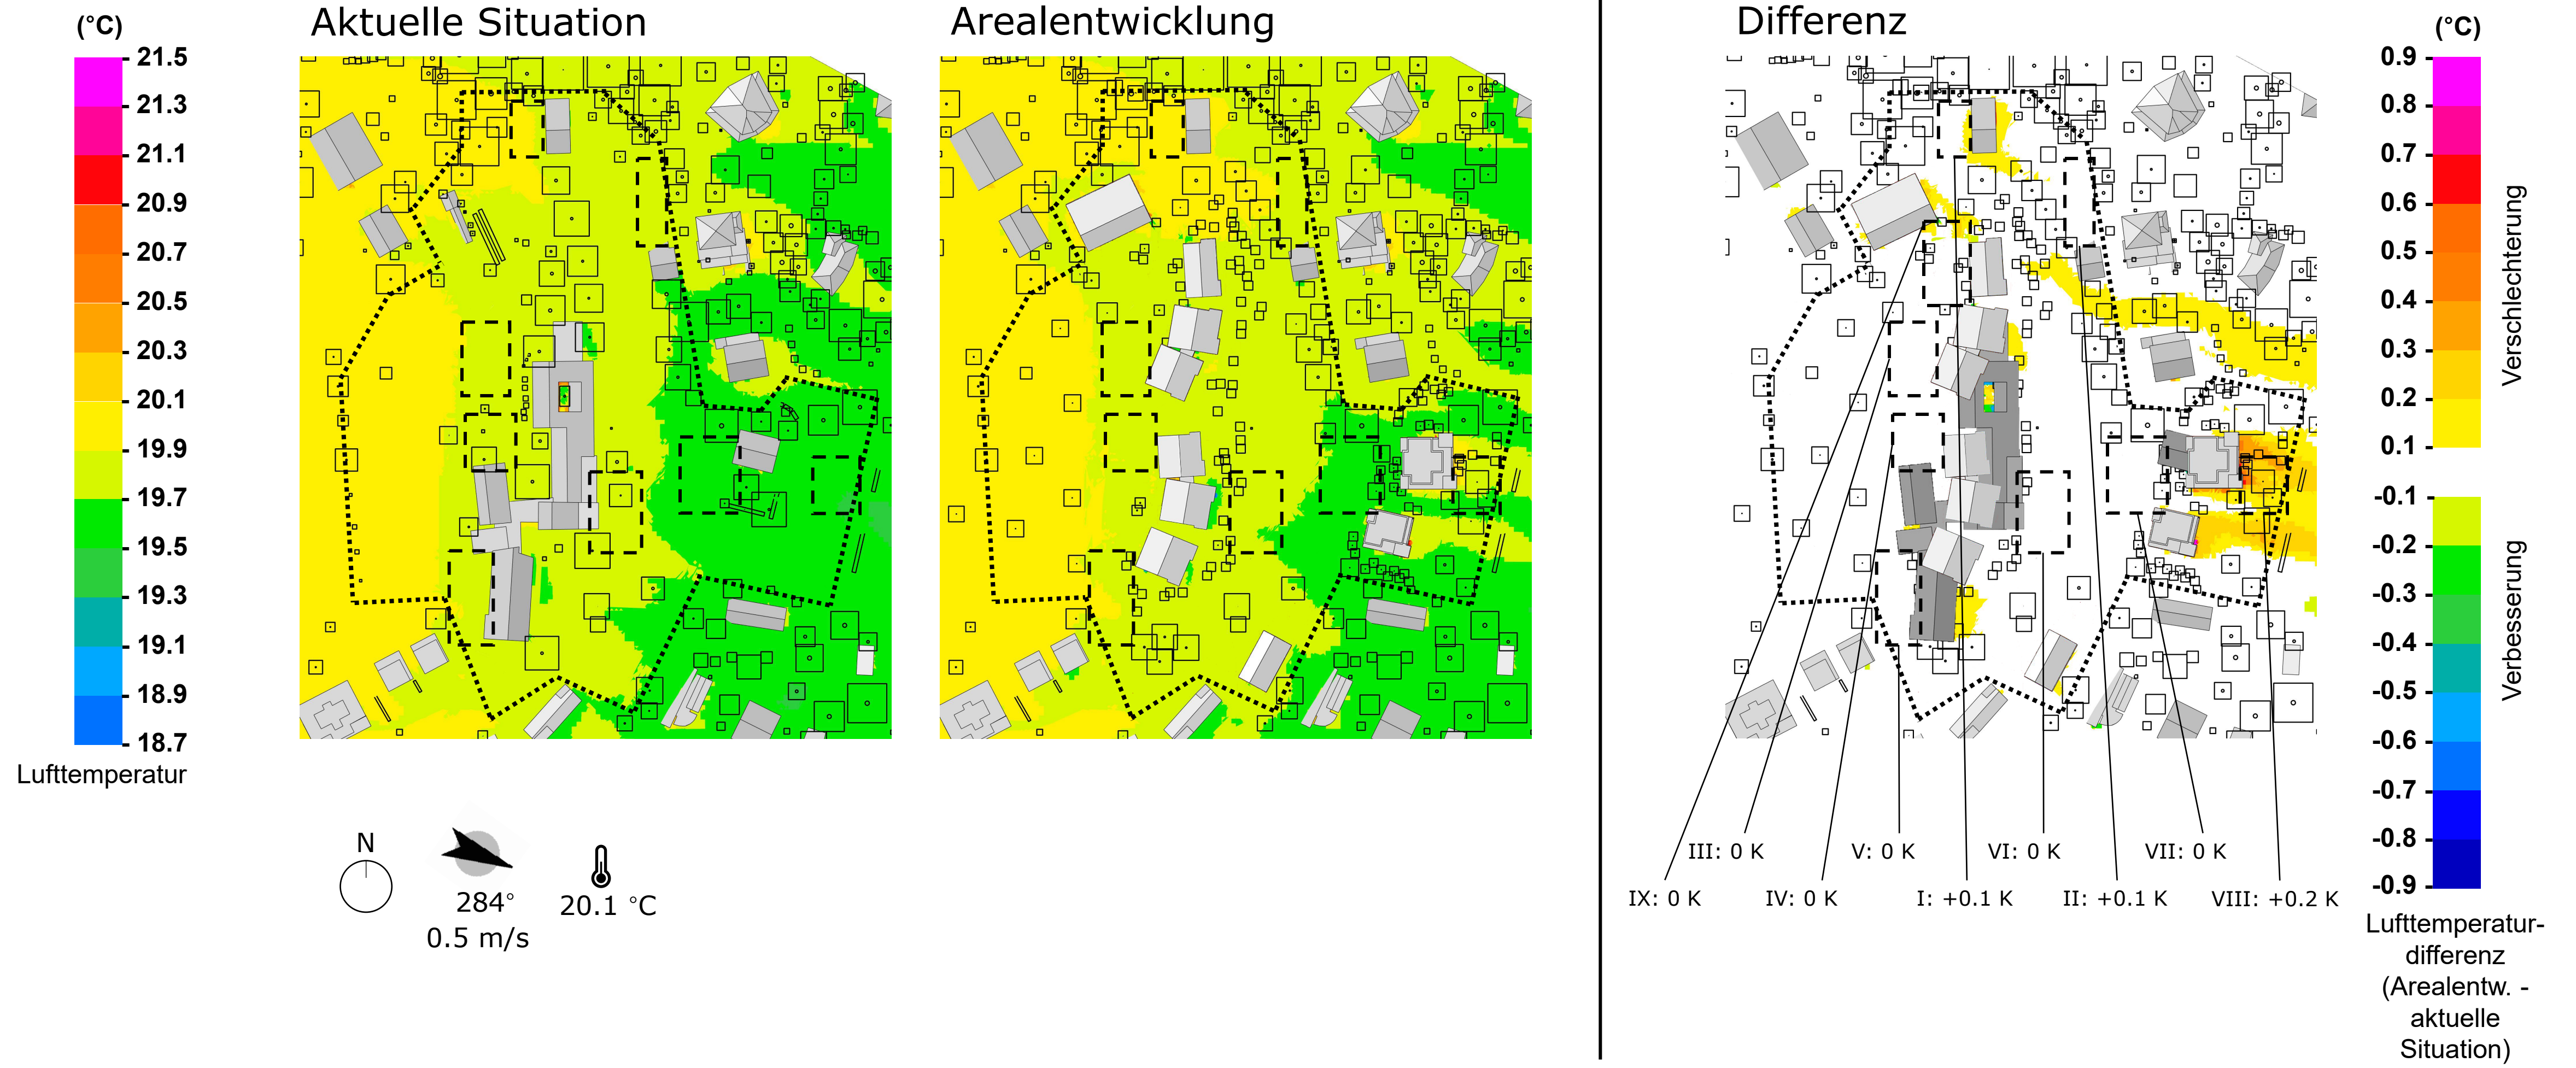 Aktuelle Situation
Arealentwicklung
Differenz
(°C)
21.5
21.3
21.1
20.9
20.7
20.5
20.3
20.1
19.9
19.7
19.5
19.3
19.1
18.9
18.7
Lufttemperatur
N
284°
0.5 m/s
20.1 °C
III: 0 K
V: 0 K
VI: 0 K
VII: 0 K
IX: 0 K
IV: 0 K
I: +0.1 K
II: +0.1 K
VIII: +0.2 K
(°C)
0.9
0.8
0.7
0.6
0.5
0.4
0.3
0.2
0.1
-0.1
-0.2
-0.3
-0.4
-0.5
-0.6
-0.7
-0.8
-0.9
Verschlechterung
Verbesserung
Lufttemperatur-
differenz
(Arealentw. -
aktuelle
Situation)